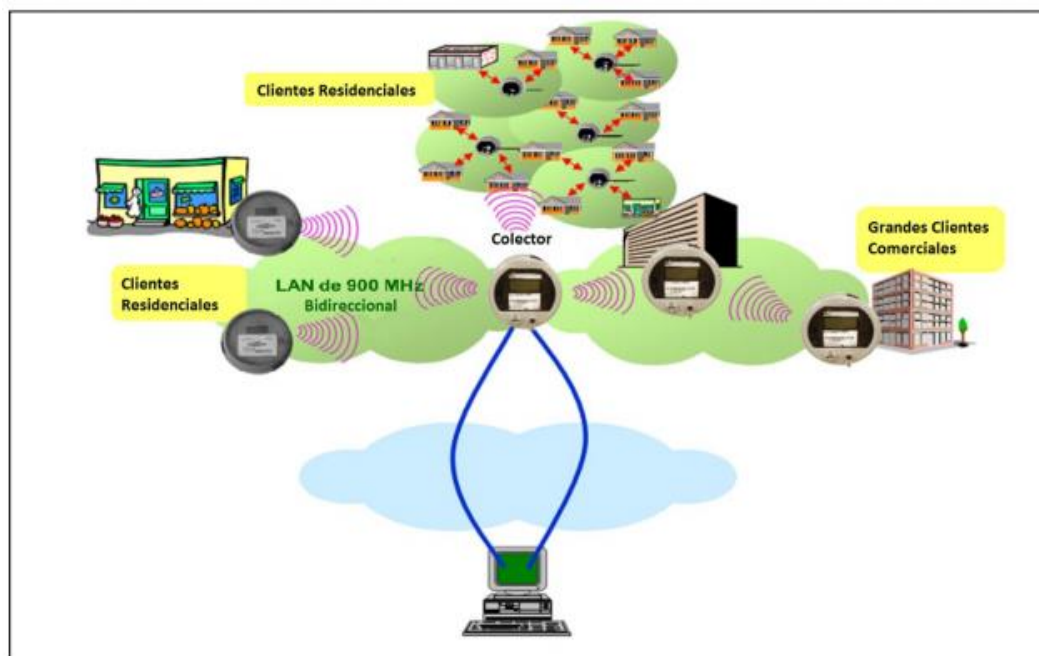 Clientes Residenciales
Colector
Grandes Clientes
Comerciales
Clientes
Residenciales
LAN de 900 MHz
Bidireccional